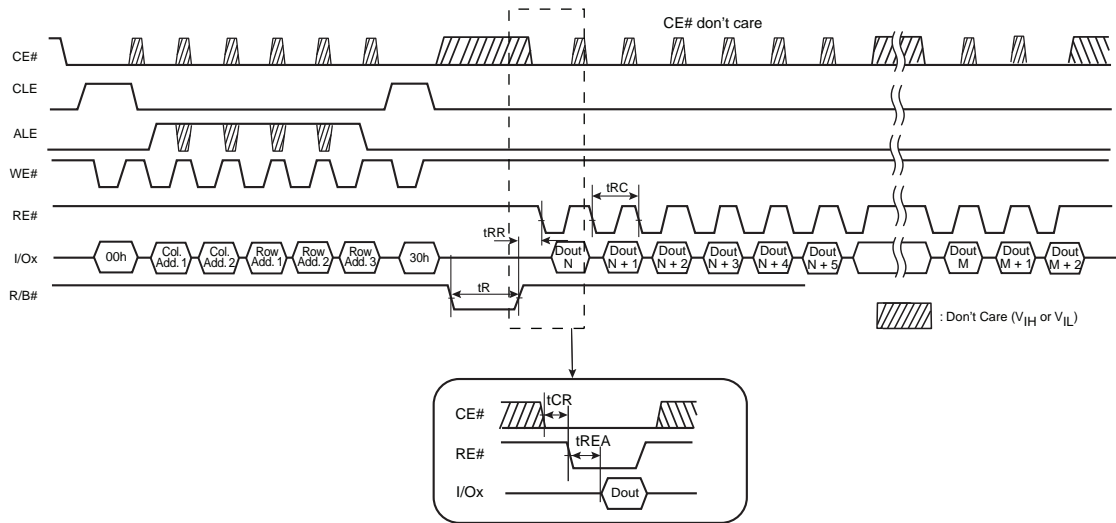 CE# don't care
CE#
CLE
ALE
WE#
tRC
RE#
tRR
I/Ox
00h
Col. Add. 1
Col. Add. 2
Row Add. 1
Row Add. 2
Row Add. 3
30h
Dout N
Dout N + 1
Dout N + 2
Dout N + 3
Dout N + 4
Dout N + 5
Dout M
Dout M + 1
Dout M + 2
R/B#
tR
: Don't Care (VIH or VIL)
CE#
tCR
RE#
tREA
I/Ox
Dout